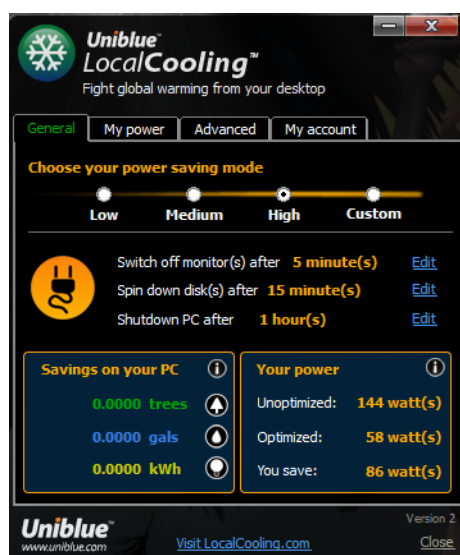 Uniblue™
LocalCooling™
Fight global warming from your desktop
General My power Advanced My account
Choose your power saving mode
Low Medium High Custom
Switch off monitor(s) after 5 minute(s) Edit
Spin down disk(s) after 15 minute(s) Edit
Shutdown PC after 1 hour(s) Edit
Savings on your PC
0.0000 trees
0.0000 gals
0.0000 kWh
Your power
Unoptimized: 144 watt(s)
Optimized: 58 watt(s)
You save: 86 watt(s)
Uniblue™
www.uniblue.com
Visit LocalCooling.com
Version 2
Close